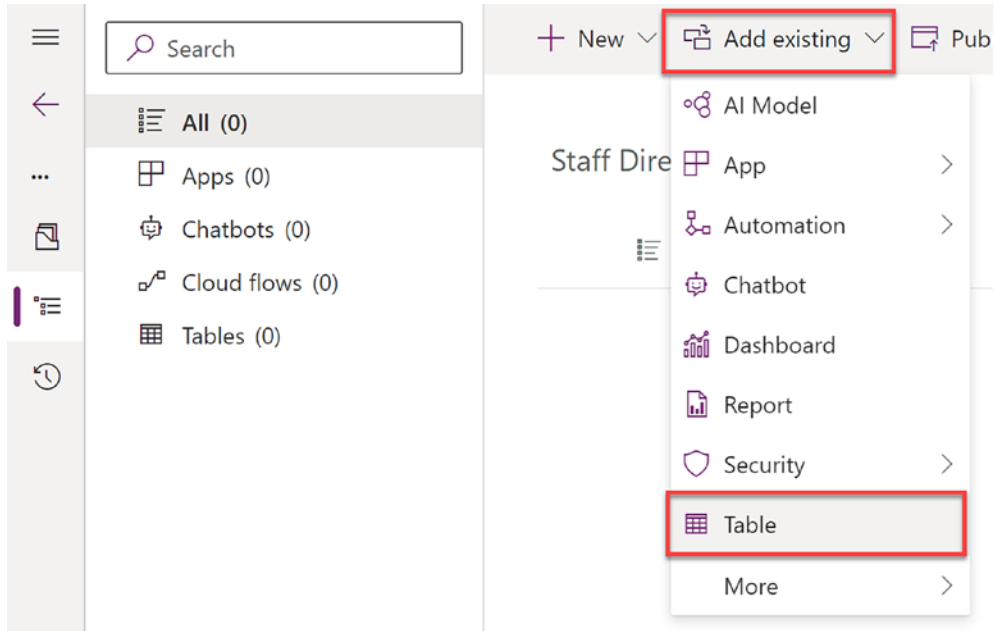 Search
All (0)
Apps (0)
Chatbots (0)
Cloud flows (0)
Tables (0)
New
Add existing
Pub
Staff Dire
AI Model
App
Automation
Chatbot
Dashboard
Report
Security
Table
More